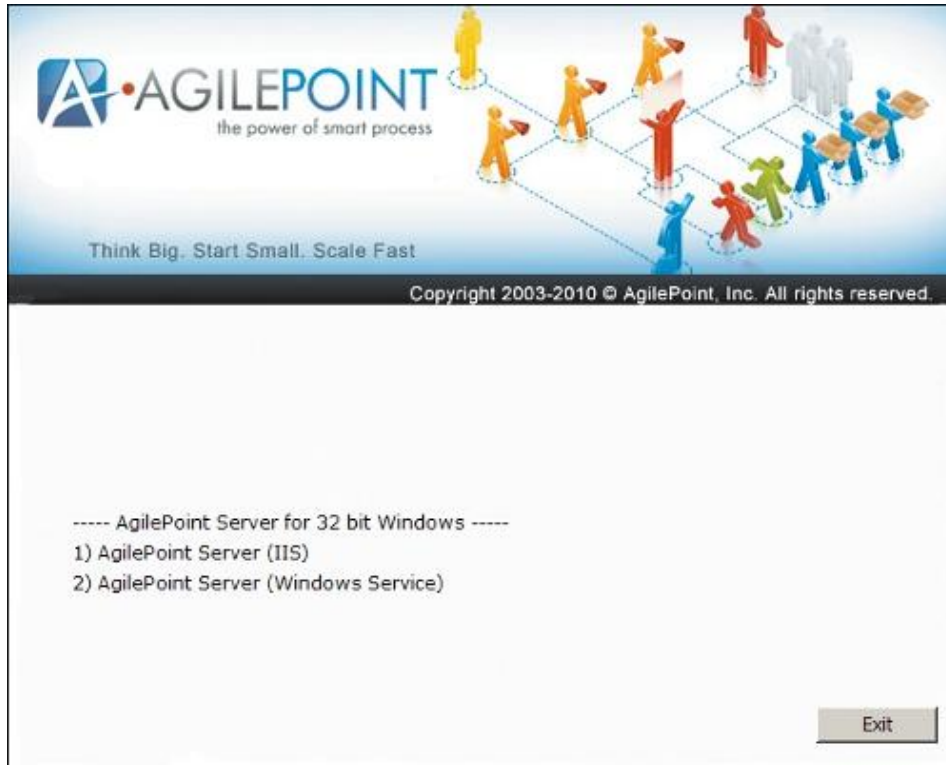 A·AGILEPOINT
the power of smart process
Think Big. Start Small. Scale Fast
Copyright 2003-2010 © AgilePoint, Inc. All rights reserved.
----- AgilePoint Server for 32 bit Windows -----
1) AgilePoint Server (IIS)
2) AgilePoint Server (Windows Service)
Exit